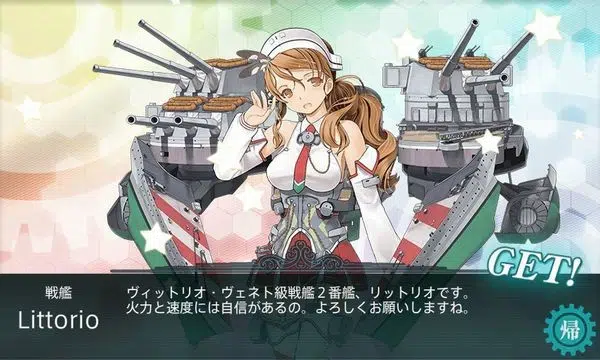 GET!
戦艦
Littorio
ヴィットリオ・ヴェネト級戦艦2番艦、リットリオです。
火力と速度には自信があるの。よろしくお願いしますね。
帰